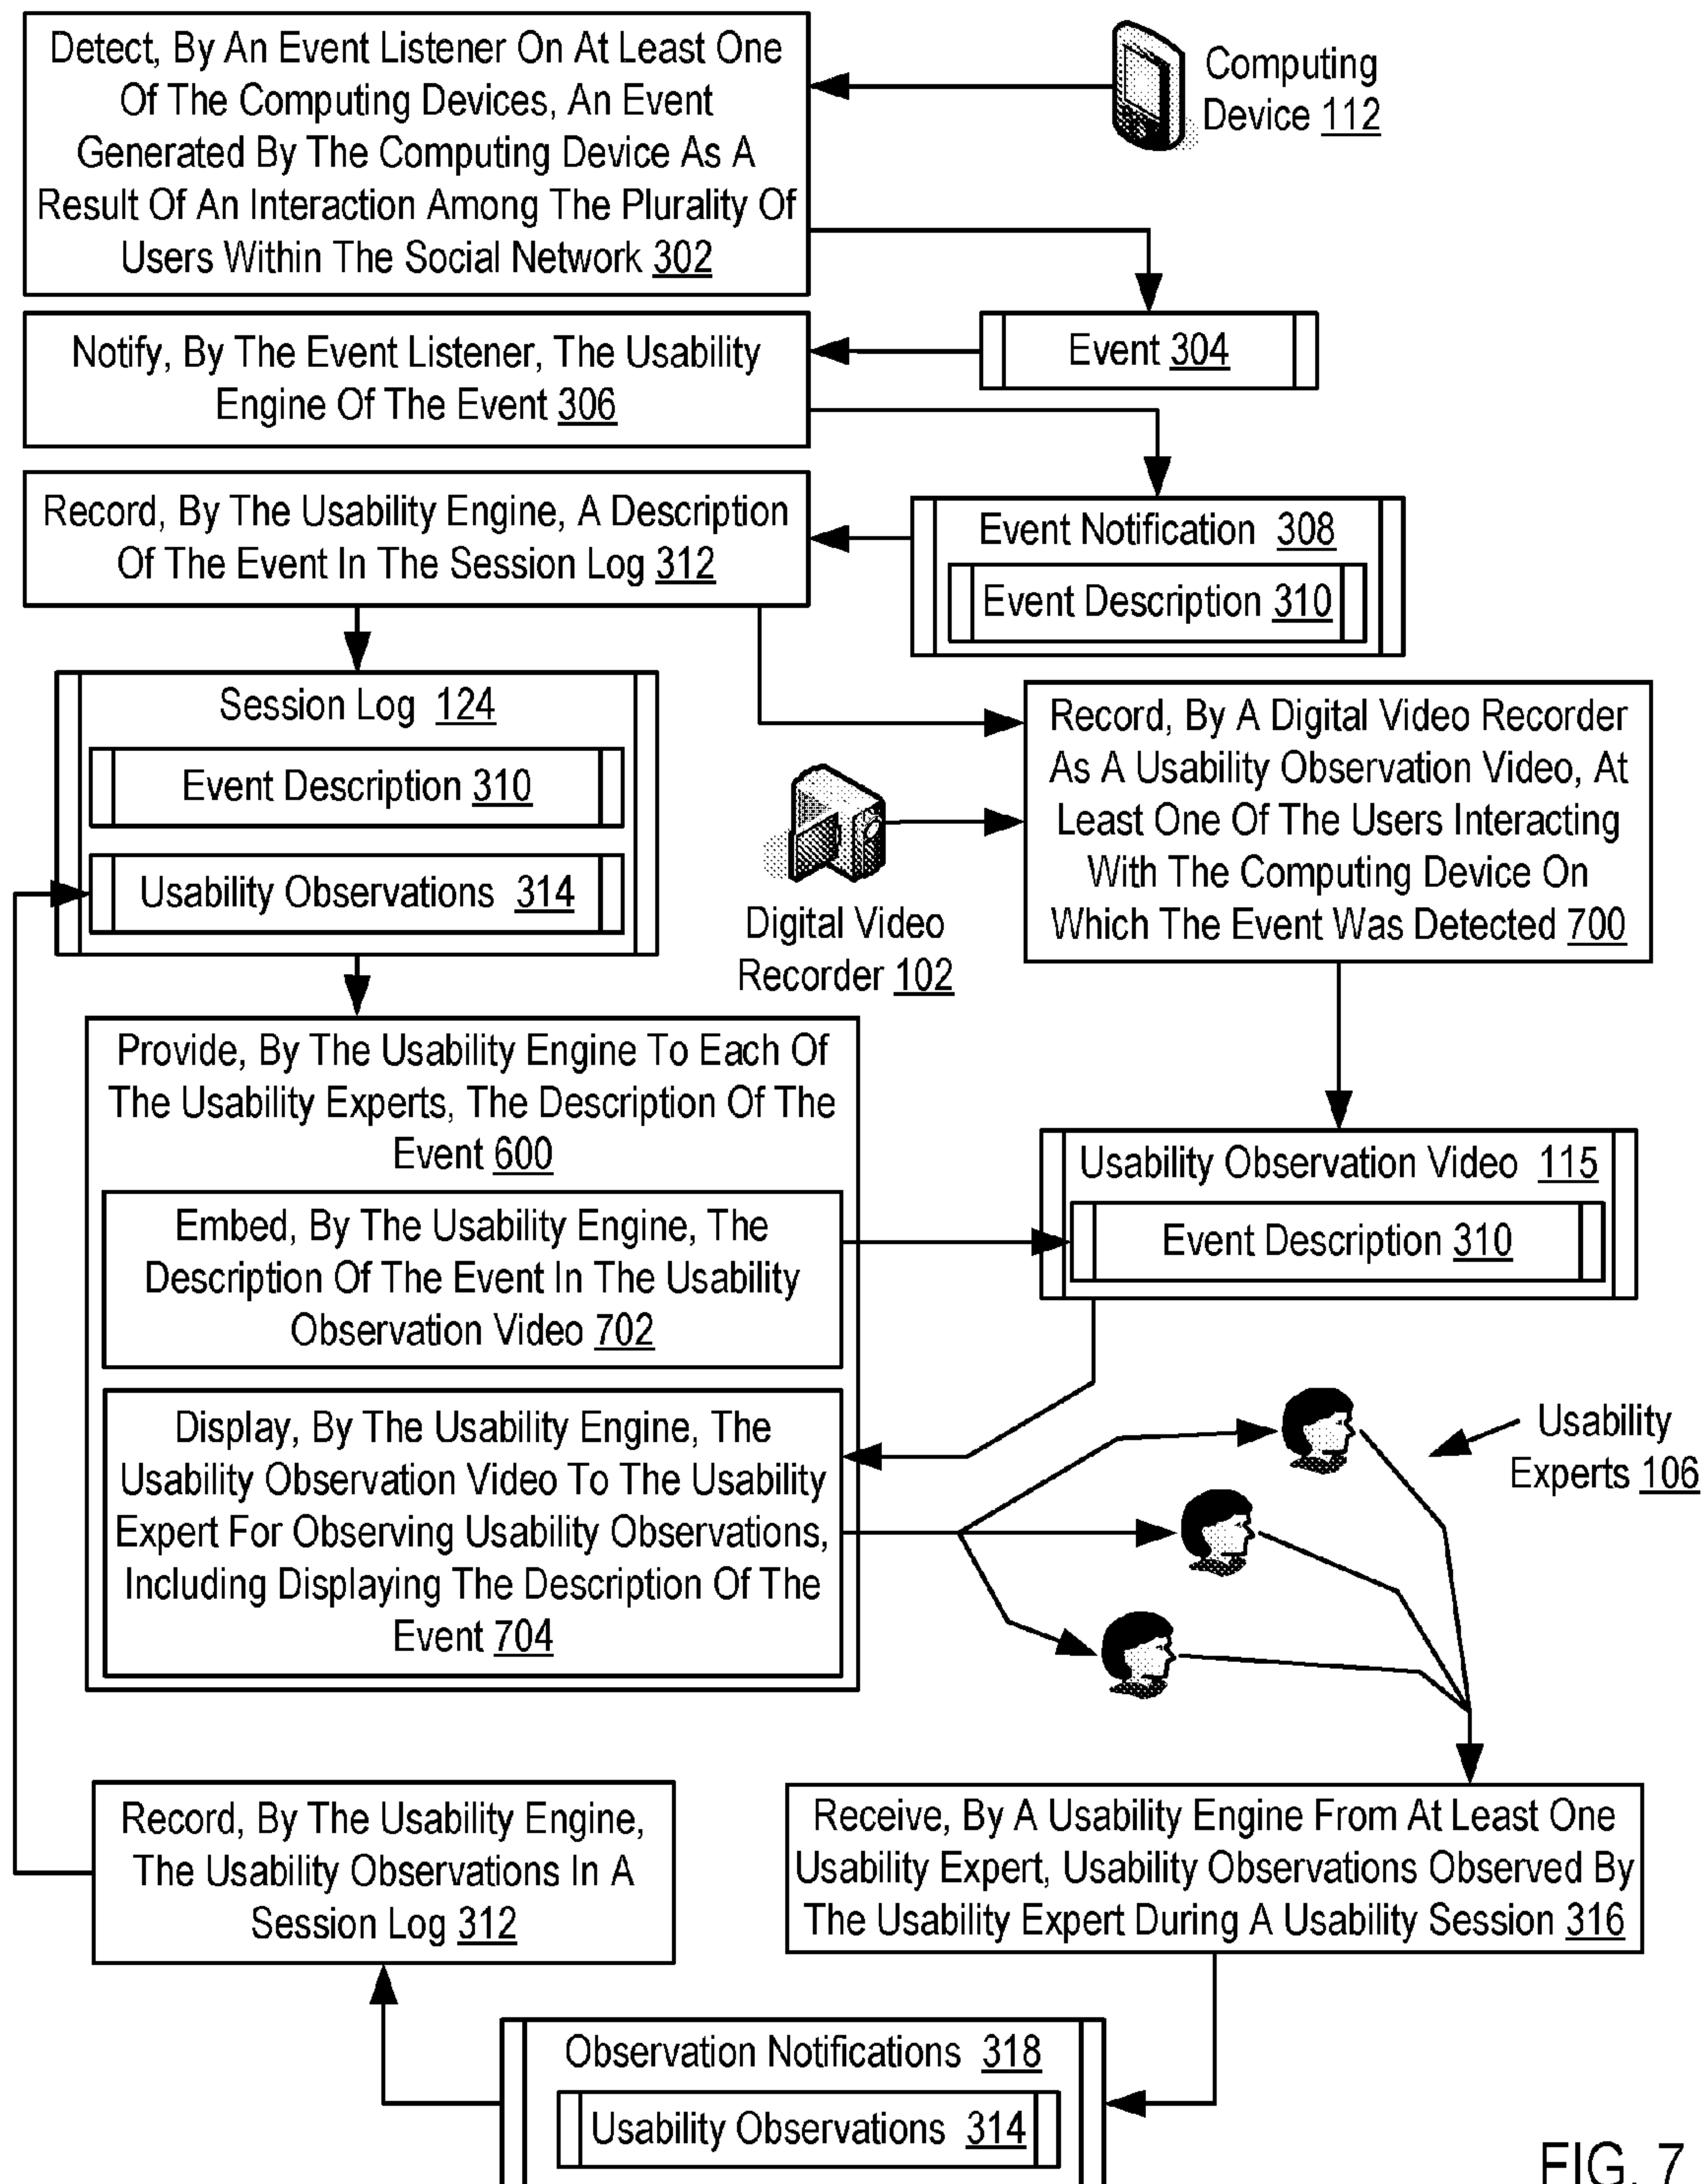 Detect, By An Event Listener On At Least One
Of The Computing Devices, An Event
Generated By The Computing Device As A
Result Of An Interaction Among The Plurality Of
Users Within The Social Network 302
Computing
Device 112
Event 304
Notify, By The Event Listener, The Usability
Engine Of The Event 306
Record, By The Usability Engine, A Description
Of The Event In The Session Log 312
Event Notification 308
Event Description 310
Session Log 124
Event Description 310
Usability Observations 314
Digital Video
Recorder 102
Record, By A Digital Video Recorder
As A Usability Observation Video, At
Least One Of The Users Interacting
With The Computing Device On
Which The Event Was Detected 700
Provide, By The Usability Engine To Each Of
The Usability Experts, The Description Of The
Event 600
Embed, By The Usability Engine, The
Description Of The Event In The Usability
Observation Video 702
Usability Observation Video 115
Event Description 310
Display, By The Usability Engine, The
Usability Observation Video To The Usability
Expert For Observing Usability Observations,
Including Displaying The Description Of The
Event 704
Usability
Experts 106
Record, By The Usability Engine,
The Usability Observations In A
Session Log 312
Receive, By A Usability Engine From At Least One
Usability Expert, Usability Observations Observed By
The Usability Expert During A Usability Session 316
Observation Notifications 318
Usability Observations 314
FIG. 7